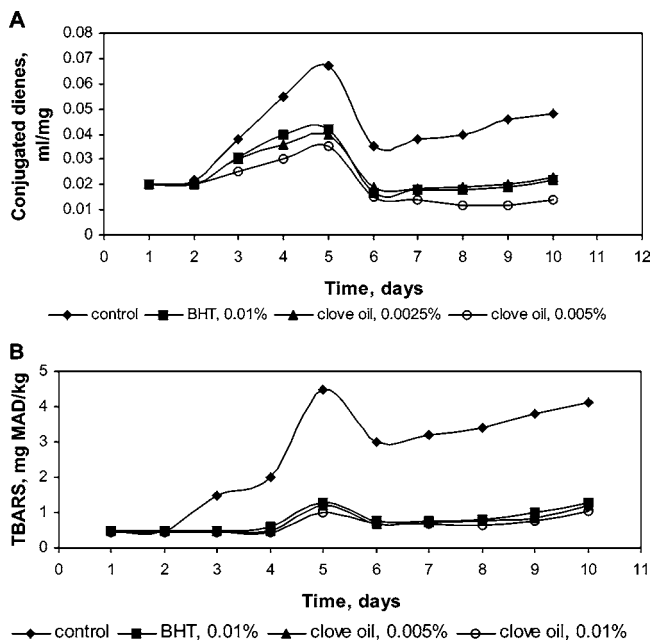 A
Conjugated dienes,
ml/mg
0.08
0.07
0.06
0.05
0.04
0.03
0.02
0.01
0
0 1 2 3 4 5 6 7 8 9 10 11 12
Time, days
control BHT, 0.01% clove oil, 0.0025% clove oil, 0.005%
B
TBARS, mg MAD/kg
5
4
3
2
1
0
0 1 2 3 4 5 6 7 8 9 10 11
Time, days
control BHT, 0.01% clove oil, 0.005% clove oil, 0.01%